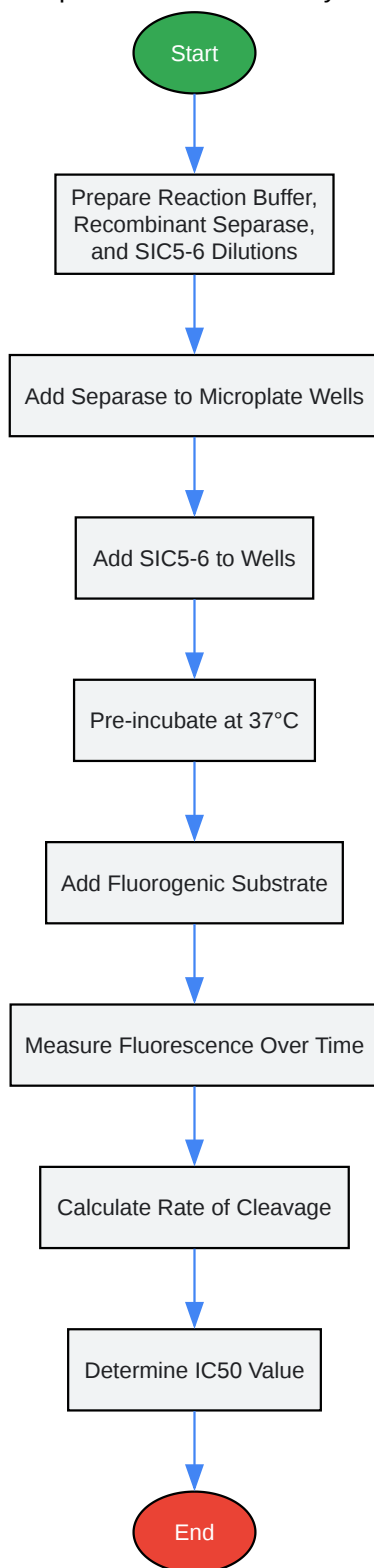 Start
Prepare Reaction Buffer,
Recombinant Separase,
and SIC5-6 Dilutions
Add Separase to Microplate Wells
Add SIC5-6 to Wells
Pre-incubate at 37°C
Add Fluorogenic Substrate
Measure Fluorescence Over Time
Calculate Rate of Cleavage
Determine IC50 Value
End